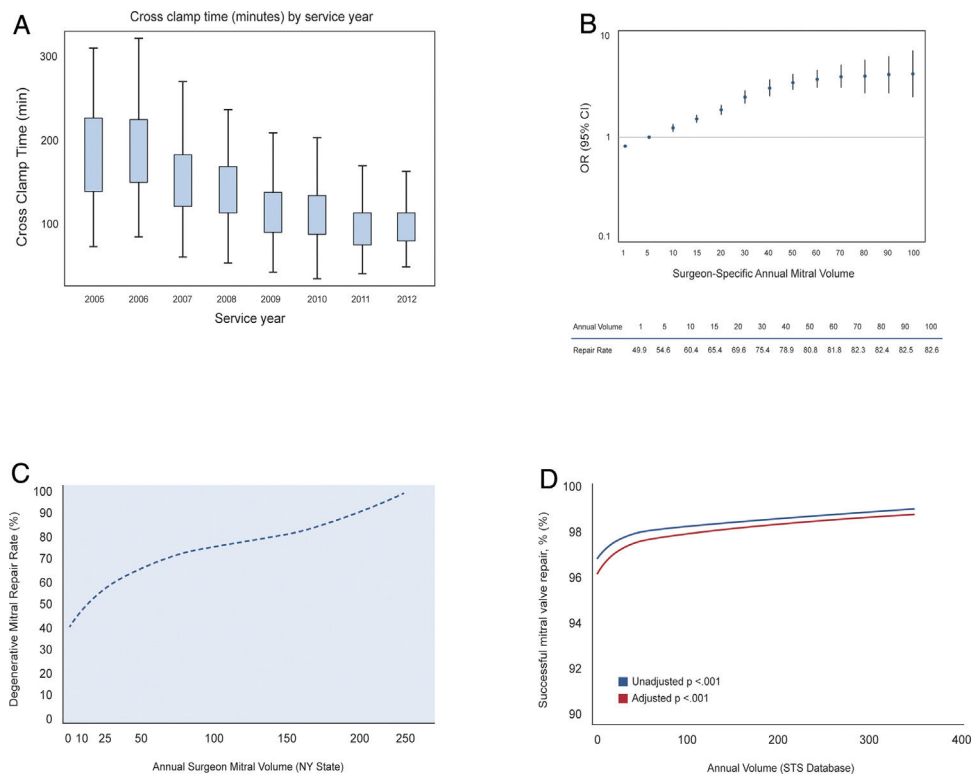 A
Cross clamp time (minutes) by service year
Cross Clamp Time (min)
300
200
100
2005 2006 2007 2008 2009 2010 2011 2012
Service year
B
OR (95% CI)
10
1
0.1
1 5 10 15 20 30 40 50 60 70 80 90 100
Surgeon-Specific Annual Mitral Volume
Annual Volume 1 5 10 15 20 30 40 50 60 70 80 90 100
Repair Rate 49.9 54.6 60.4 65.4 69.6 75.4 78.9 80.8 81.8 82.3 82.4 82.5 82.6
C
Degenerative Mitral Repair Rate (%)
100
90
80
70
60
50
40
30
20
10
0
0 10 25 50 100 150 200 250
Annual Surgeon Mitral Volume (NY State)
D
Successful mitral valve repair, % (%)
100
98
96
94
92
90
Unadjusted p <.001
Adjusted p <.001
0 100 200 300 400
Annual Volume (STS Database)